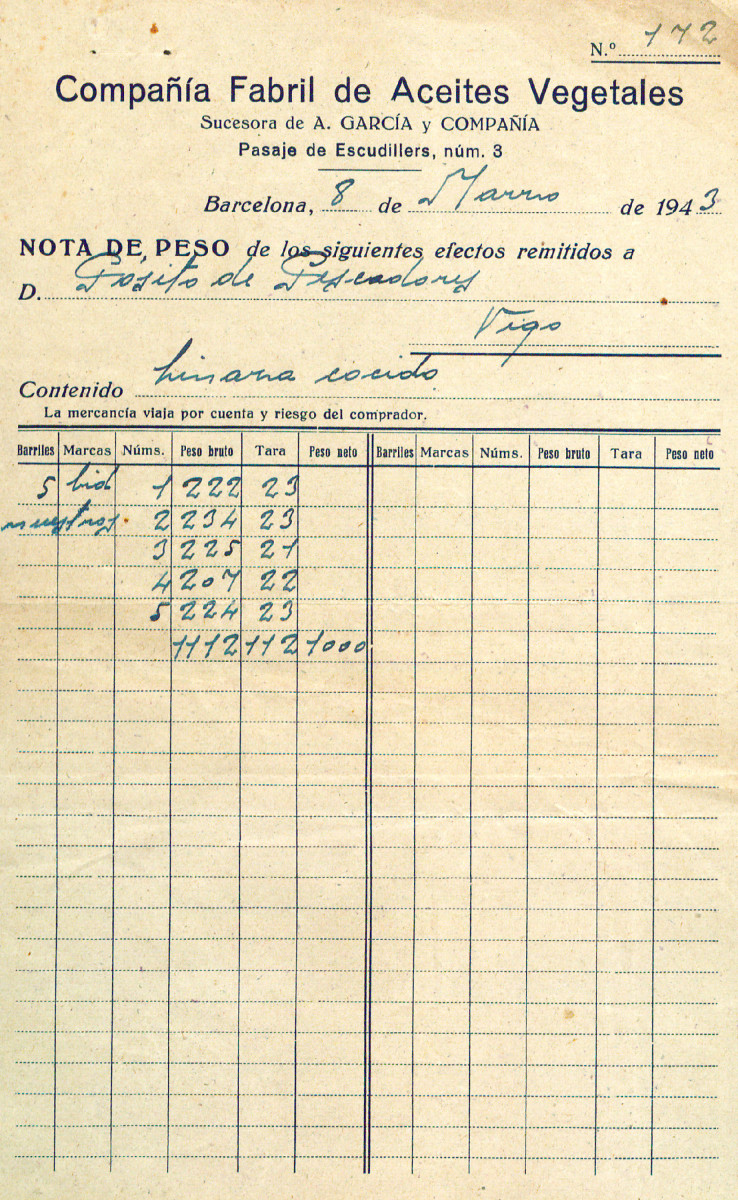 N.º 172
Compañía Fabril de Aceites Vegetales
Sucesora de A. GARCÍA y COMPAÑÍA
Pasaje de Escudillers, núm. 3
Barcelona, 8 de Marzo de 1943
NOTA DE PESO de los siguientes efectos remitidos a
D. Posito de Pescadores
Vigo
Contenido linaza cocido
La mercancía viaja por cuenta y riesgo del comprador.
Barriles Marcas Núms. Peso bruto Tara Peso neto Barriles Marcas Núms. Peso bruto Tara Peso neto
5 bid 1 222 23
nuestros 2 234 23
3 225 21
4 207 22
5 224 23
1112 112 1000